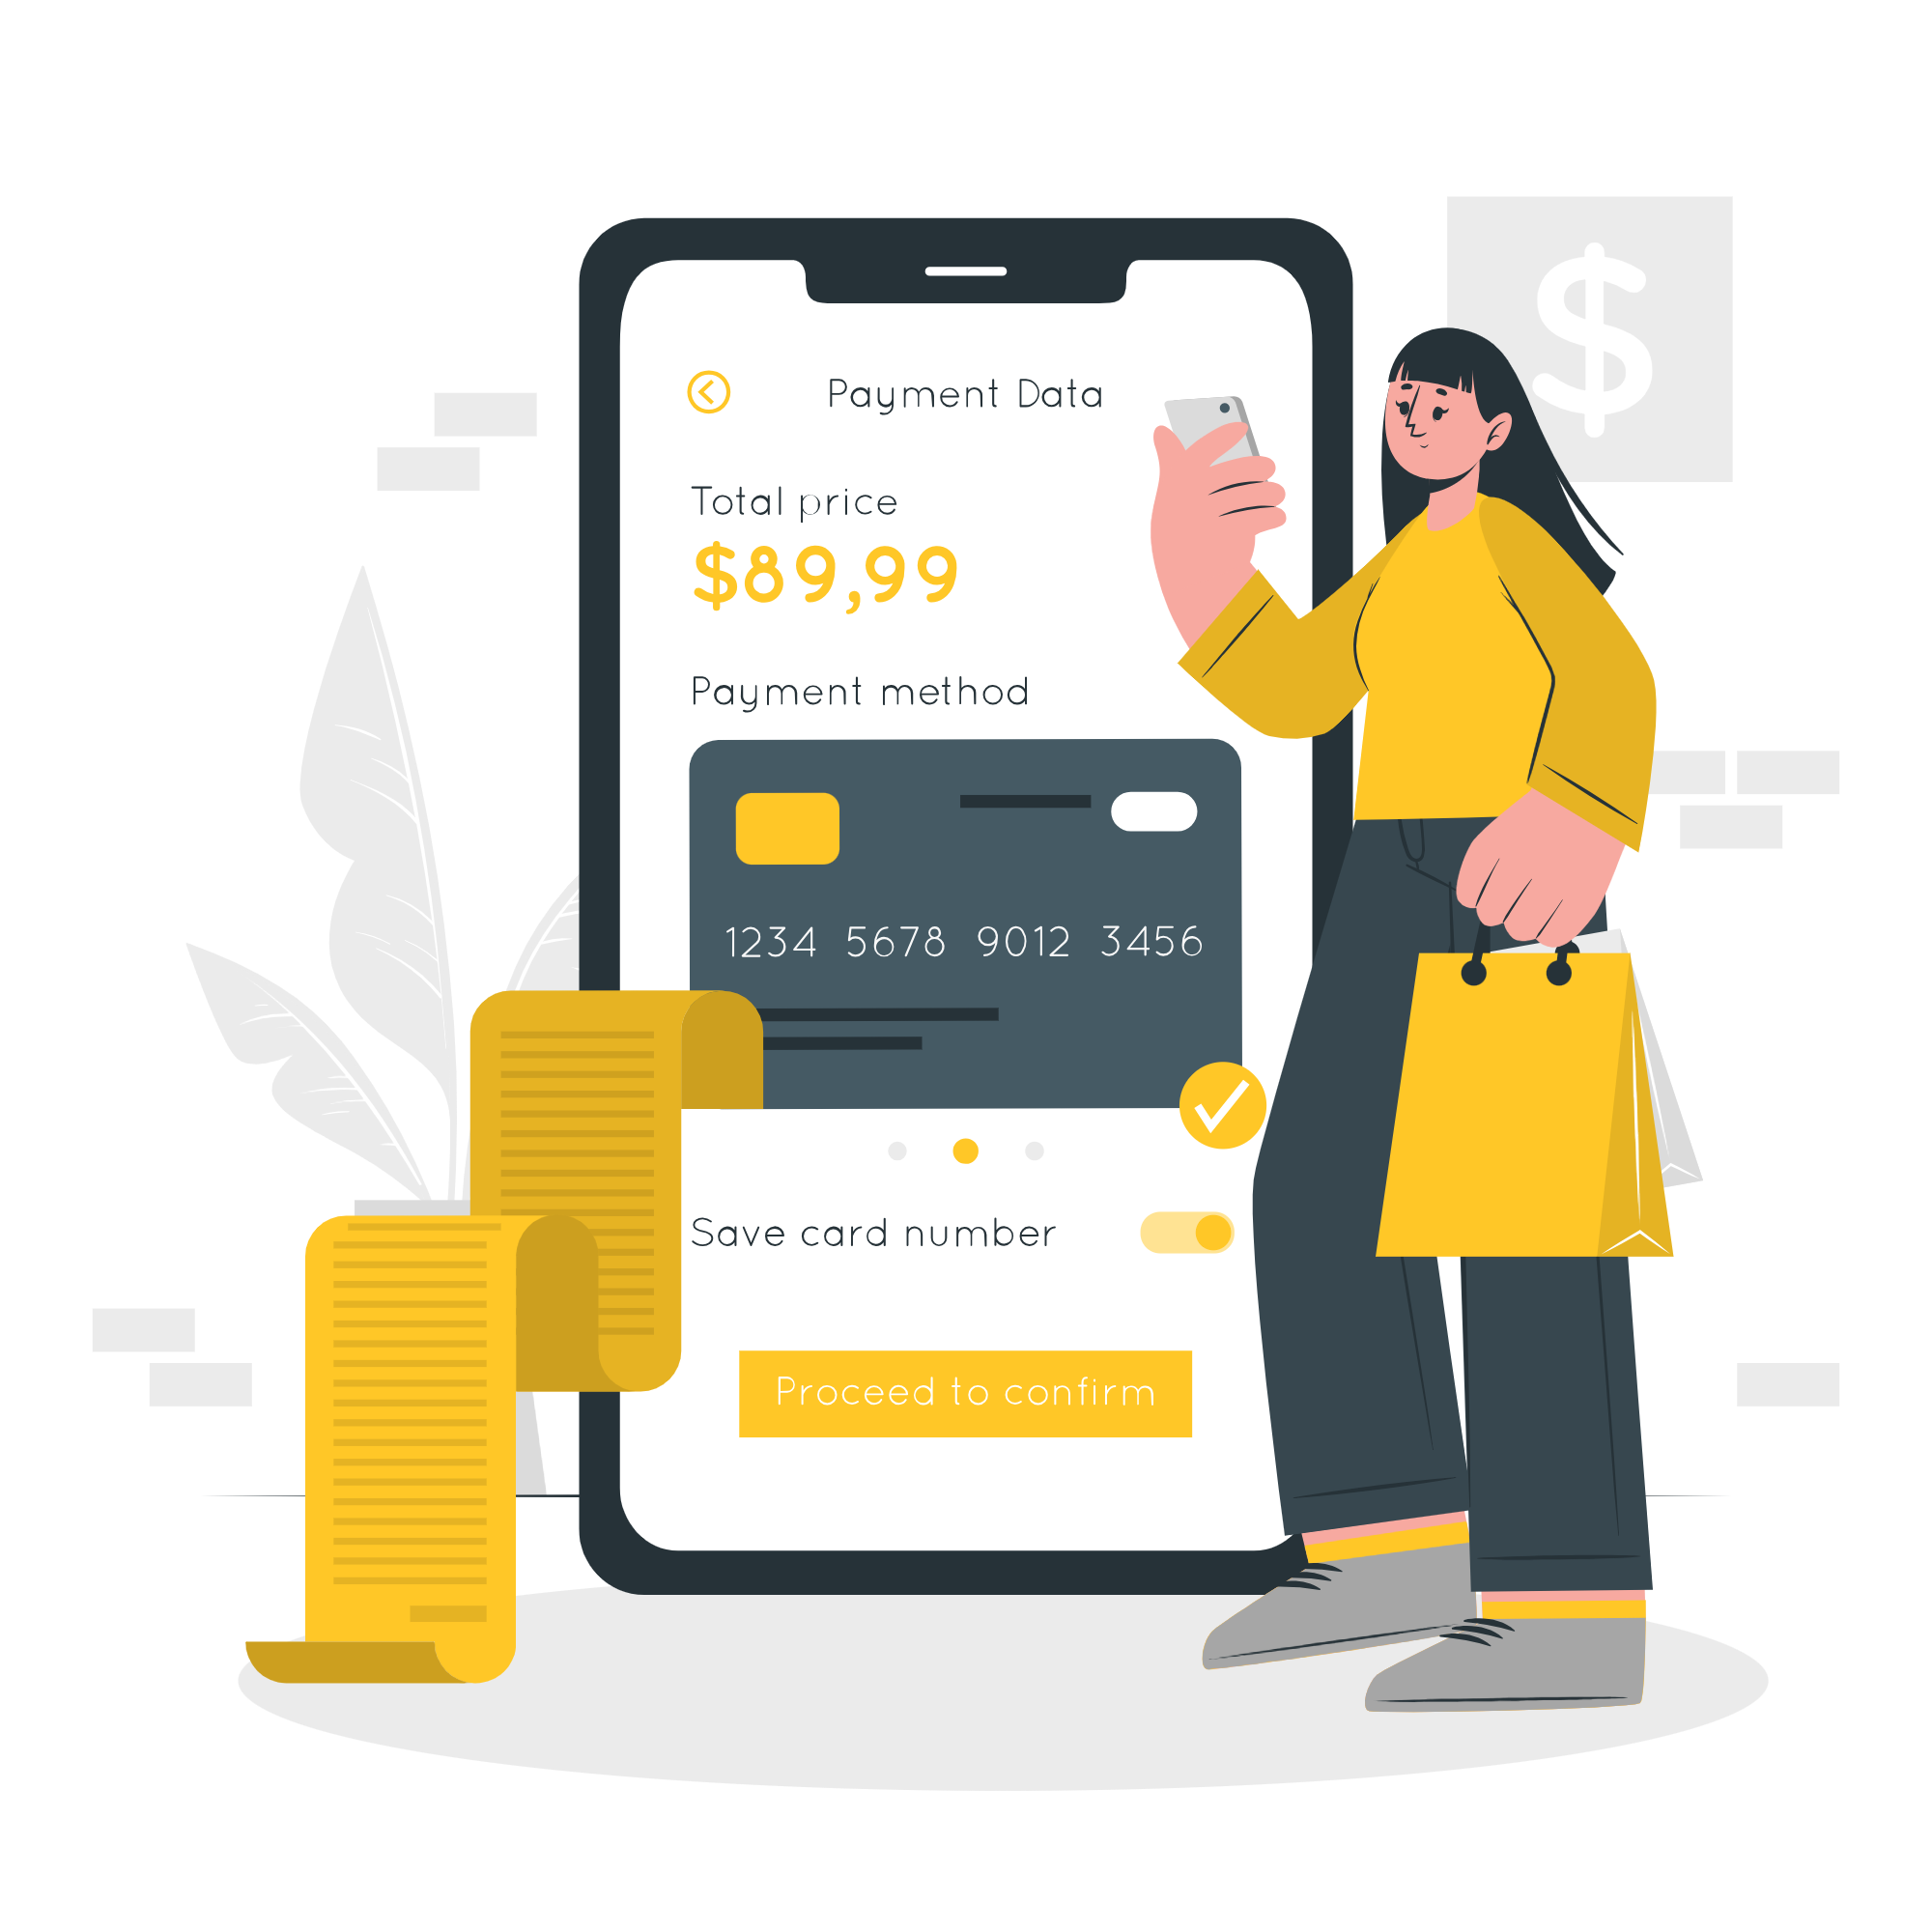 Payment Data
Total price
$89,99
Payment method
1234 5678 9012 3456
Save card number
Proceed to confirm
$